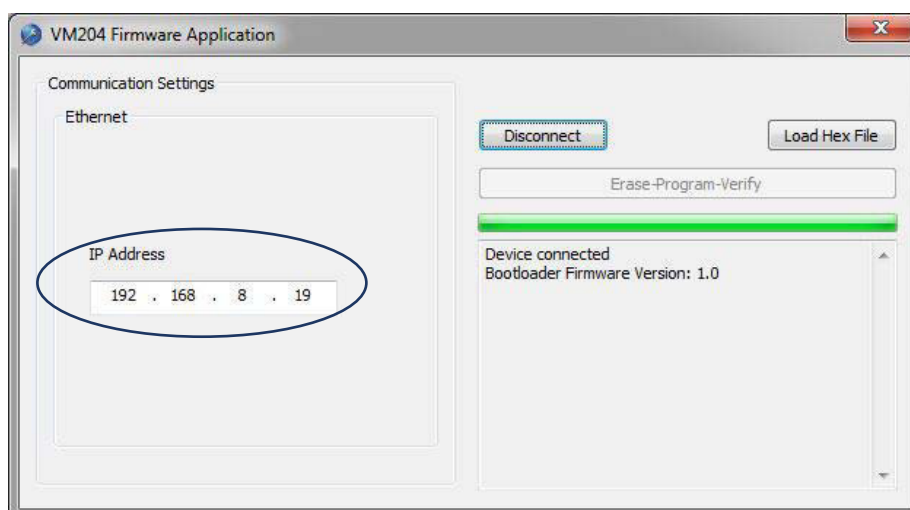 VM204 Firmware Application
Communication Settings
Ethernet
IP Address
192 . 168 . 8 . 19
Disconnect
Load Hex File
Erase-Program-Verify
Device connected
Bootloader Firmware Version: 1.0